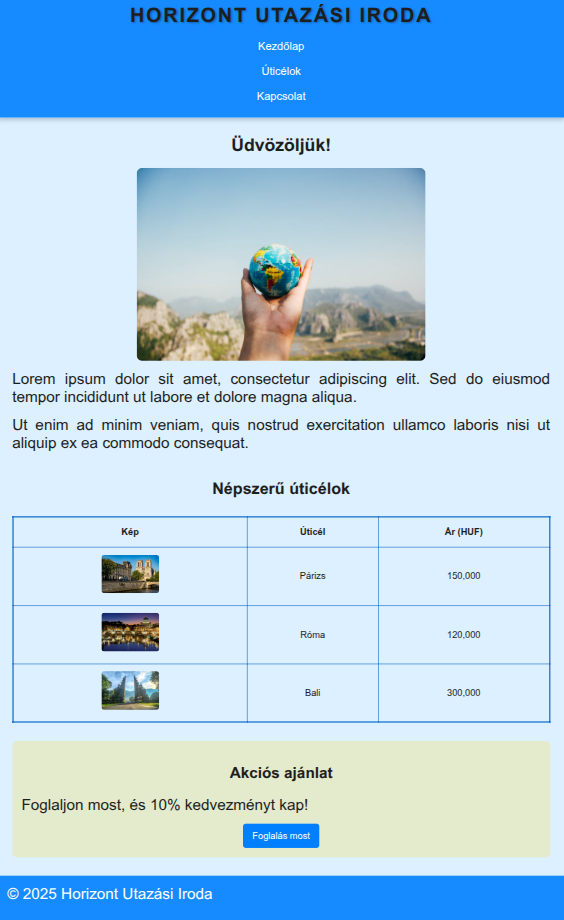 HORIZONT UTAZÁSI IRODA
Kezdőlap
Úticélok
Kapcsolat
Üdvözöljük!
Lorem ipsum dolor sit amet, consectetur adipiscing elit. Sed do eiusmod
tempor incididunt ut labore et dolore magna aliqua.
Ut enim ad minim veniam, quis nostrud exercitation ullamco laboris nisi ut
aliquip ex ea commodo consequat.
Népszerű úticélok
Kép Úticél Ár (HUF)
Párizs 150,000
Róma 120,000
Bali 300,000
Akciós ajánlat
Foglaljon most, és 10% kedvezményt kap!
Foglalás most
© 2025 Horizont Utazási Iroda